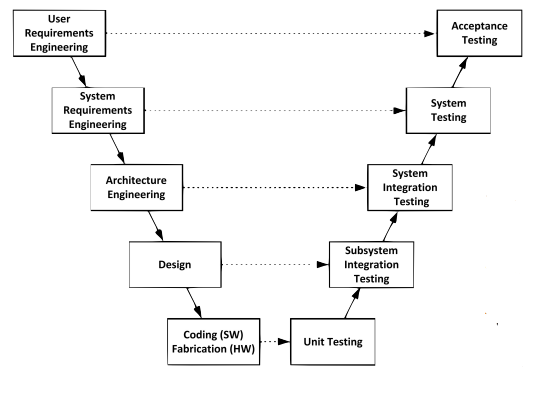 User
Requirements
Engineering
Acceptance
Testing
System
Requirements
Engineering
System
Testing
Architecture
Engineering
System
Integration
Testing
Design
Subsystem
Integration
Testing
Coding (SW)
Fabrication (HW)
Unit Testing